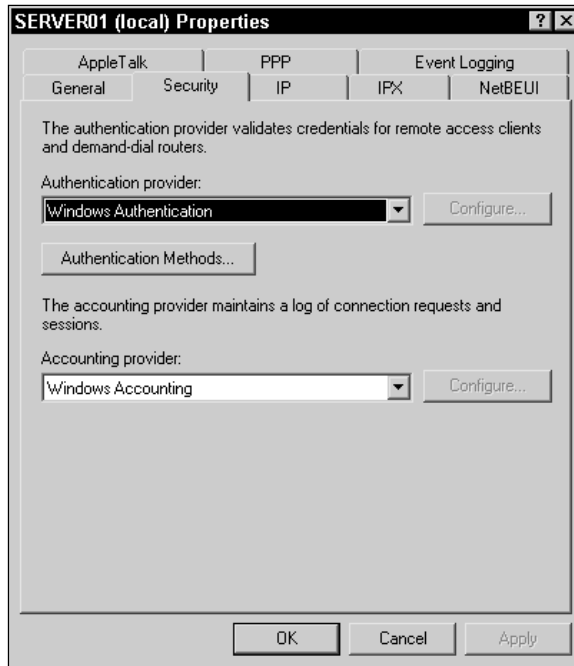 SERVER01 (local) Properties
AppleTalk PPP Event Logging
General Security IP IPX NetBEUI
The authentication provider validates credentials for remote access clients
and demand-dial routers.
Authentication provider:
Windows Authentication Configure...
Authentication Methods...
The accounting provider maintains a log of connection requests and
sessions.
Accounting provider:
Windows Accounting Configure...
OK Cancel Apply